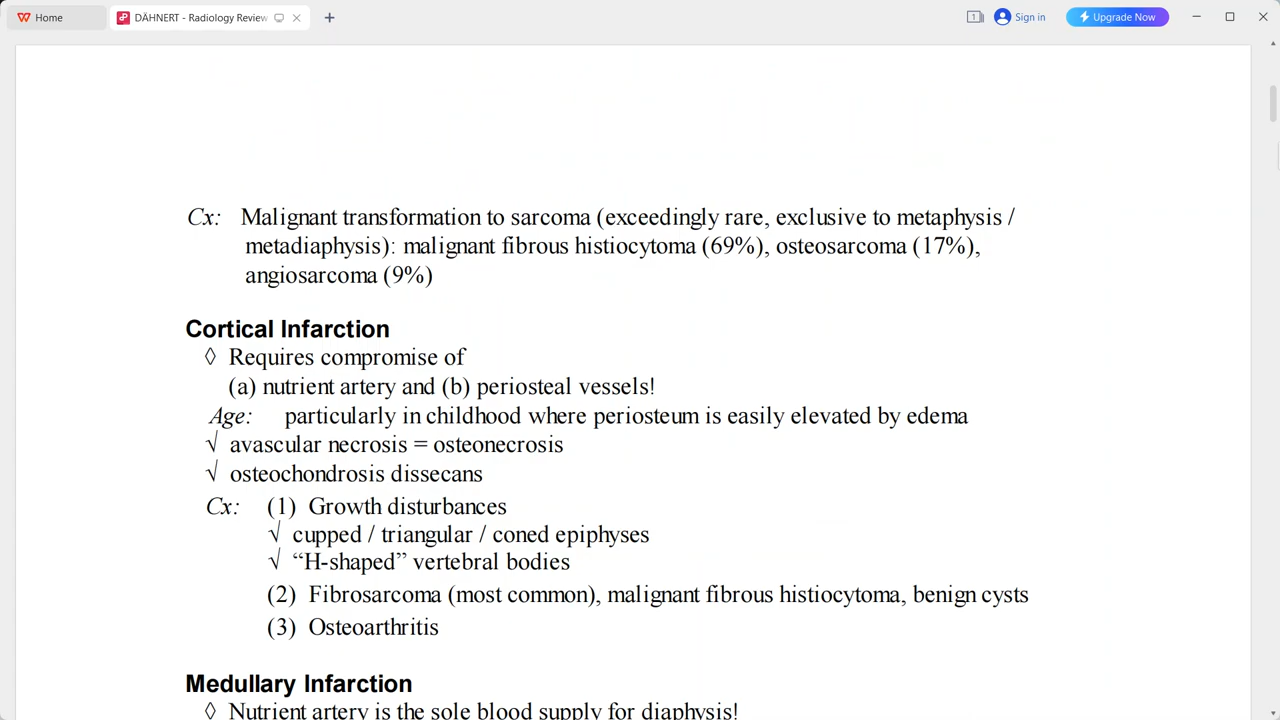 Home
DÄHNERT - Radiology Review
Sign in
Upgrade Now
Cx: Malignant transformation to sarcoma (exceedingly rare, exclusive to metaphysis /
metadiaphysis): malignant fibrous histiocytoma (69%), osteosarcoma (17%),
angiosarcoma (9%)
Cortical Infarction
◊ Requires compromise of
(a) nutrient artery and (b) periosteal vessels!
Age: particularly in childhood where periosteum is easily elevated by edema
√ avascular necrosis = osteonecrosis
√ osteochondrosis dissecans
Cx: (1) Growth disturbances
√ cupped / triangular / coned epiphyses
√ “H-shaped” vertebral bodies
(2) Fibrosarcoma (most common), malignant fibrous histiocytoma, benign cysts
(3) Osteoarthritis
Medullary Infarction
◊ Nutrient artery is the sole blood supply for diaphysis!